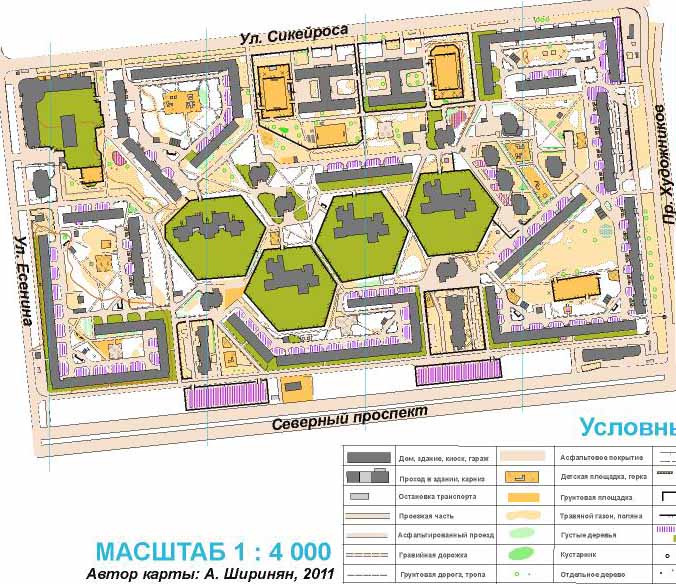 Ул. Сикейроса
Пр. Художников
Ул. Есенина
Северный проспект
Условны
Дом, здание, киоск, гараж
Асфальтовое покрытие
Проход в здании, карниз
Детская площадка, горка
Остановка транспорта
Грунтовая площадка
Проезжая часть
Травяной газон, поляна
Асфальтированный проезд
Густые деревья
Гравийная дорожка
Кустарник
Грунтовая дорога, тропа
Отдельное дерево
МАСШТАБ 1 : 4 000
Автор карты: А. Ширинян, 2011